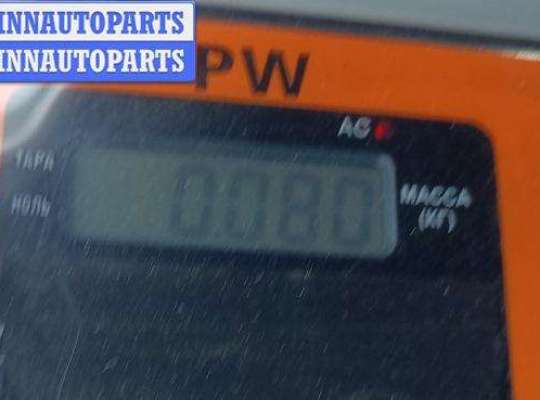 INNAUTOPARTS
INNAUTOPARTS
PW
AC
ТАРА
0080
МАССА
НОЛЬ
(КГ)